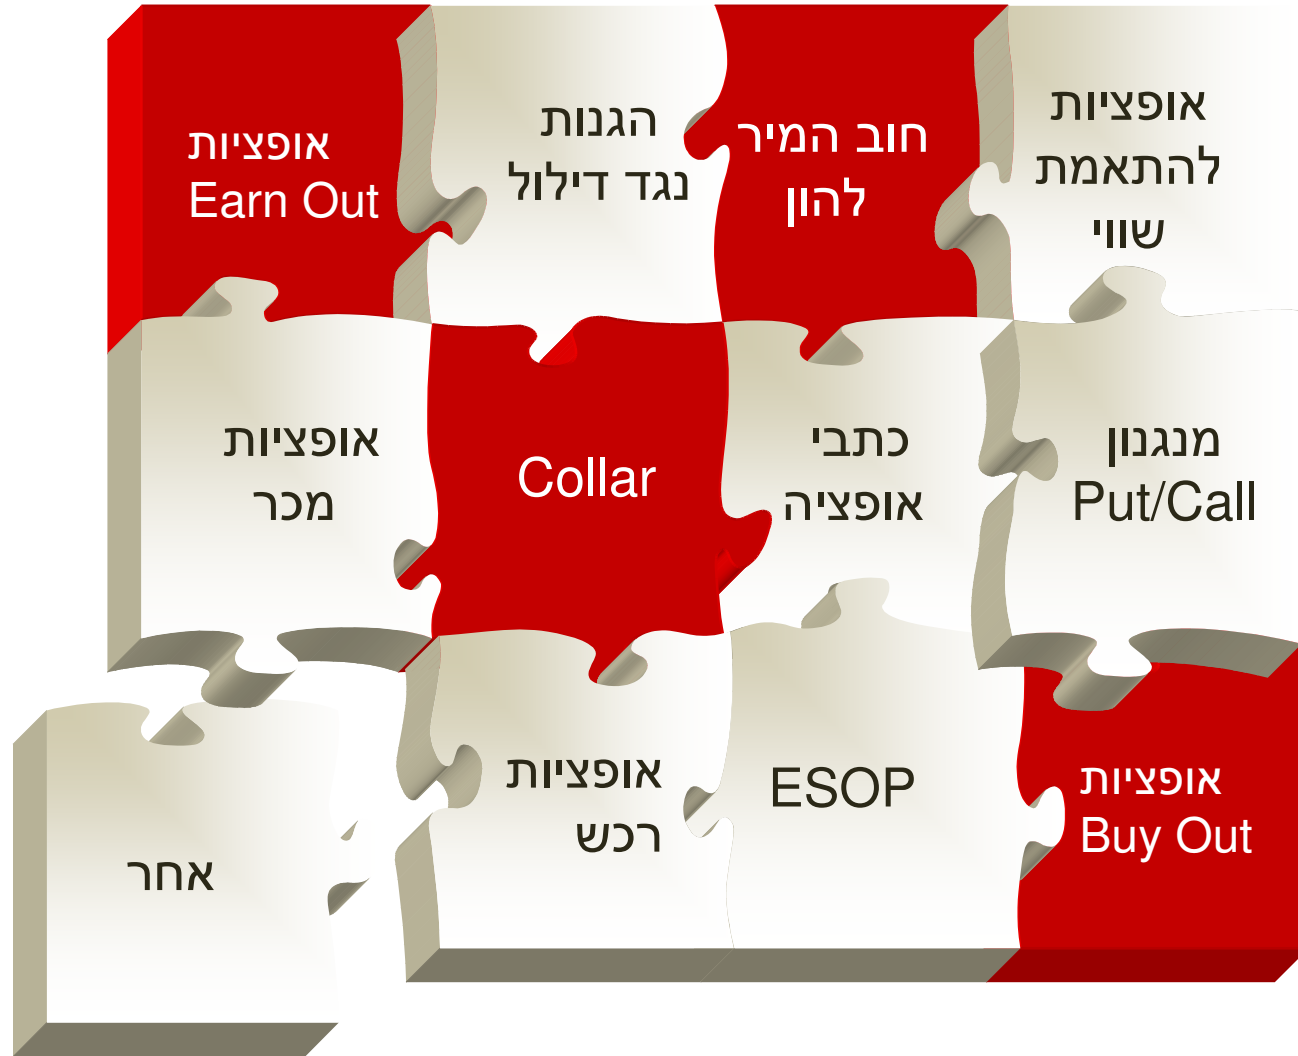 אופציות
להתאמת
שווי
חוב המיר
להון
הגנות
נגד דילול
אופציות
Earn Out
מנגנון
Put/Call
כתבי
אופציה
Collar
אופציות
מכר
אופציות
Buy Out
ESOP
אופציות
רכש
אחר